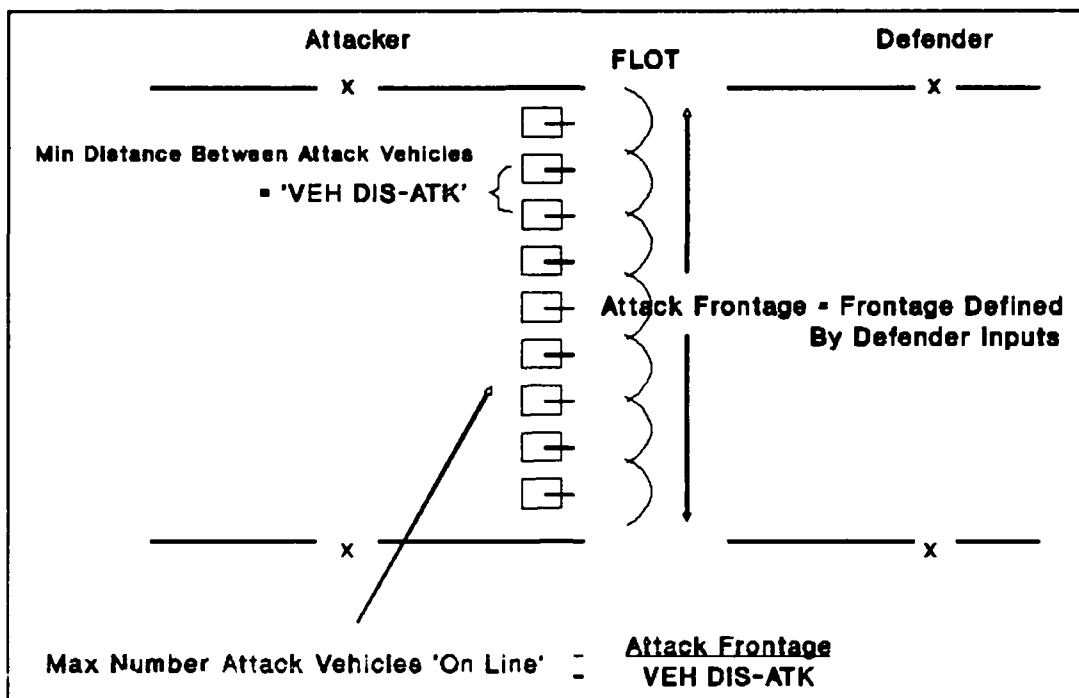 Attacker
Defender
FLOT
X
X
Min Distance Between Attack Vehicles
= 'VEH DIS-ATK'
Attack Frontage = Frontage Defined
By Defender Inputs
X
X
Max Number Attack Vehicles 'On Line' = Attack Frontage
VEH DIS-ATK